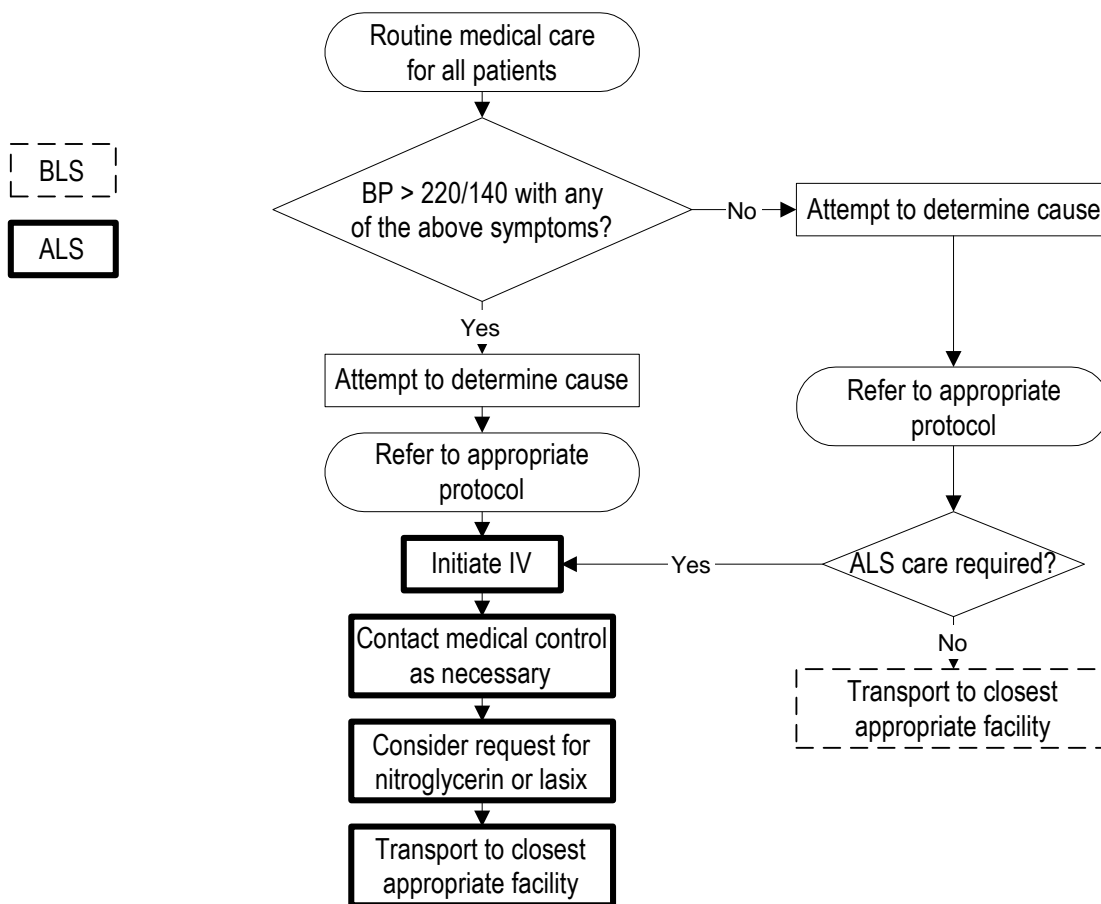 Routine medical care
for all patients
BLS
ALS
BP > 220/140 with any
of the above symptoms?
No
Attempt to determine cause
Yes
Attempt to determine cause
Refer to appropriate
protocol
Refer to appropriate
protocol
Initiate IV
Yes
ALS care required?
Contact medical control
as necessary
No
Transport to closest
appropriate facility
Consider request for
nitroglycerin or lasix
Transport to closest
appropriate facility